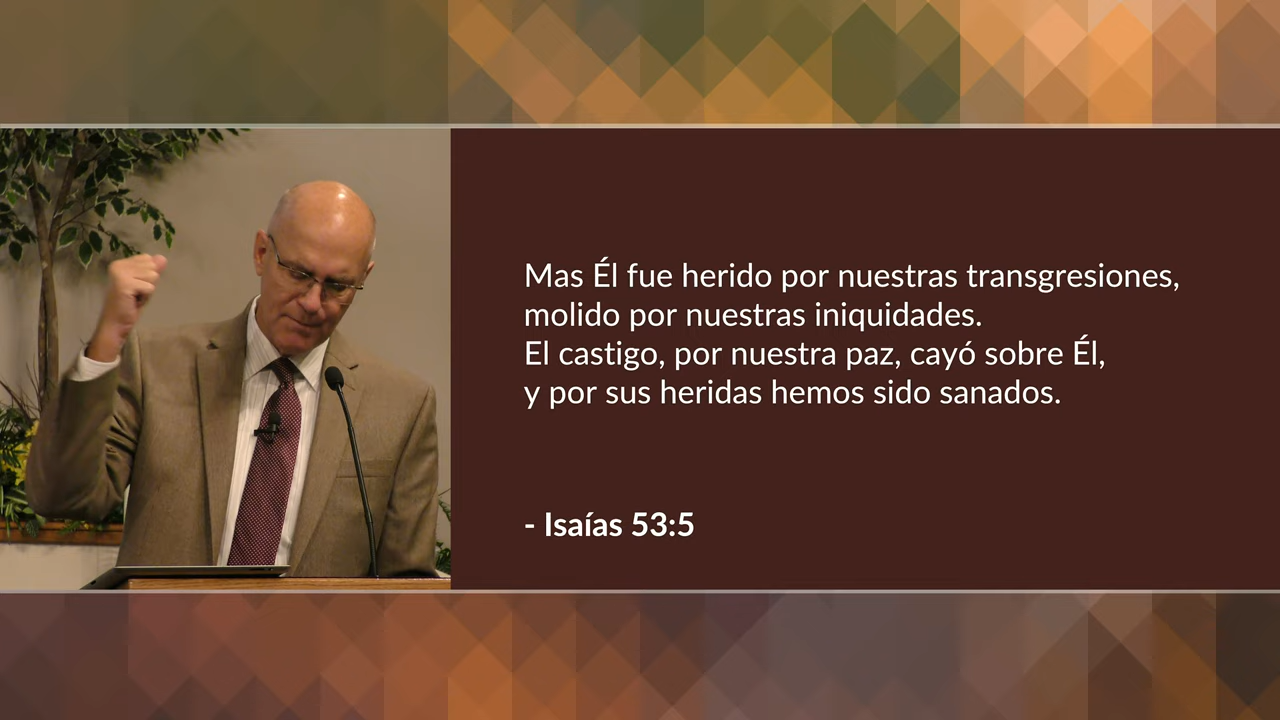 Mas Él fue herido por nuestras transgresiones,
molido por nuestras iniquidades.
El castigo, por nuestra paz, cayó sobre Él,
y por sus heridas hemos sido sanados.
- Isaías 53:5